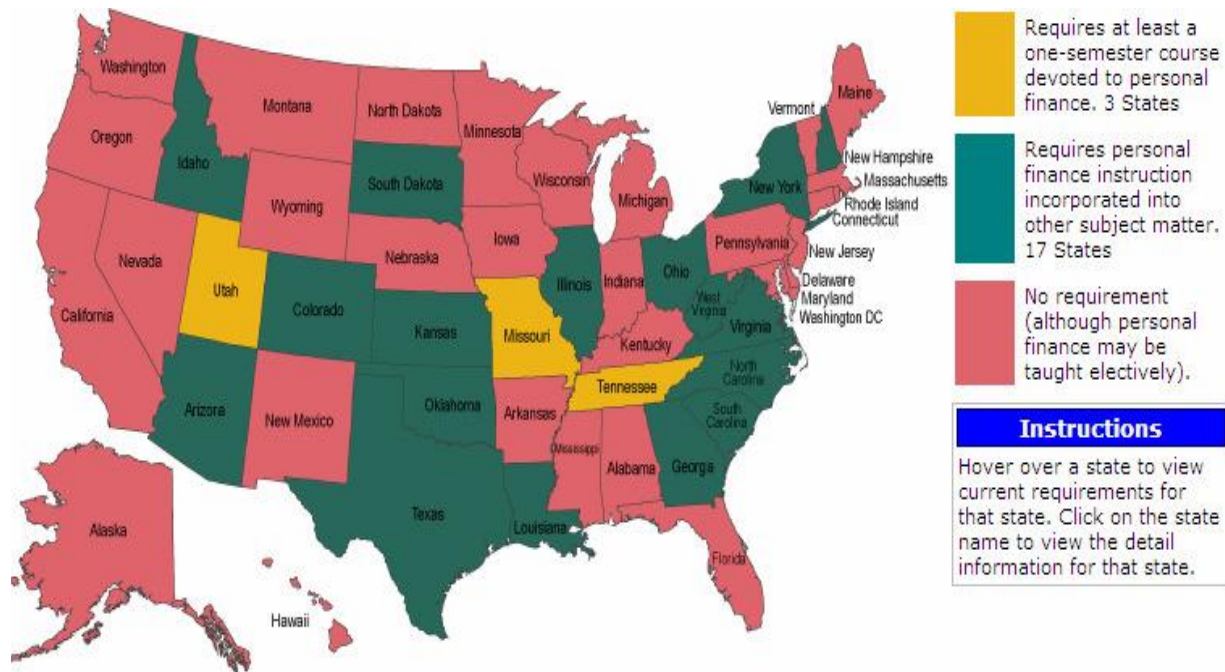 Washington
Montana
North Dakota
Minnesota
Oregon
Idaho
South Dakota
Wyoming
Wisconsin
Michigan
Vermont
Maine
New Hampshire
Massachusetts
New York
Rhode Island
Connecticut
Nevada
Utah
California
Colorado
Nebraska
Iowa
Illinois
Indiana
Ohio
Pennsylvania
New Jersey
Delaware
Maryland
Washington DC
West
Virginia
Virginia
Kansas
Missouri
Kentucky
Tennessee
North
Carolina
South
Carolina
Arizona
New Mexico
Oklahoma
Arkansas
Mississippi
Alabama
Georgia
Texas
Louisiana
Florida
Alaska
Hawaii
Requires at least a
one-semester course
devoted to personal
finance. 3 States
Requires personal
finance instruction
incorporated into
other subject matter.
17 States
No requirement
(although personal
finance may be
taught electively).
Instructions
Hover over a state to view
current requirements for
that state. Click on the state
name to view the detail
information for that state.